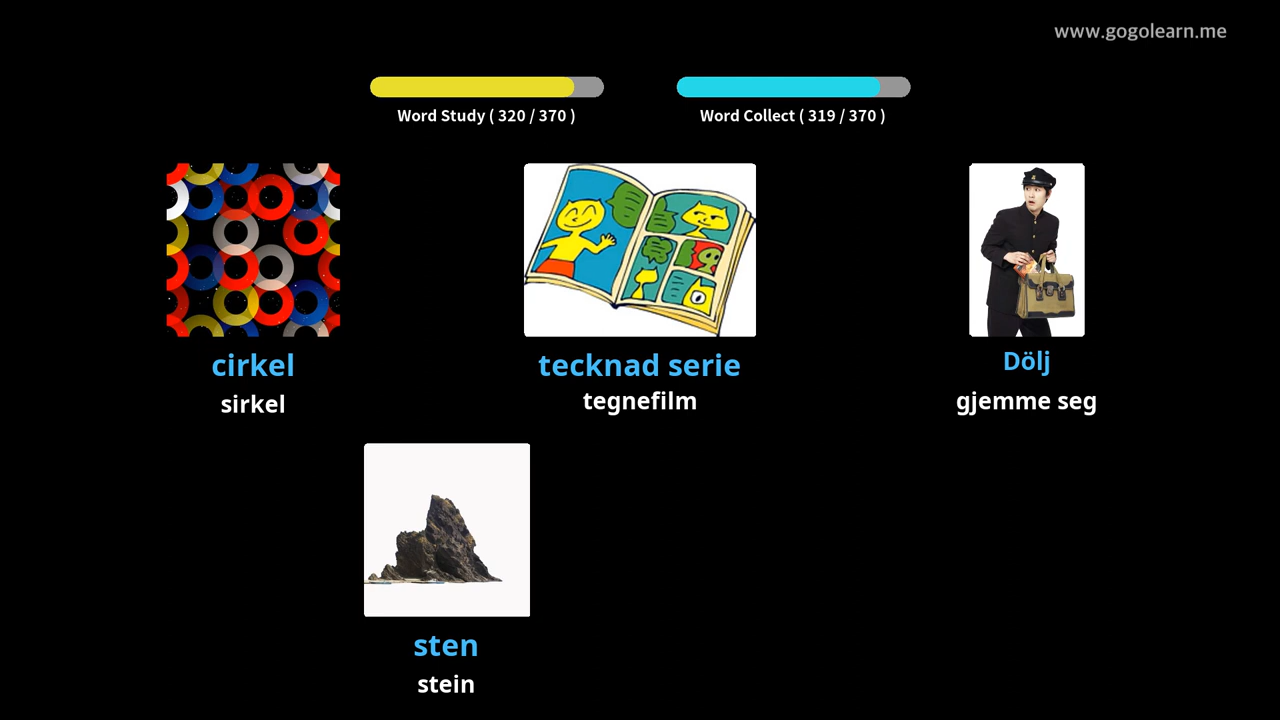 www.gogolearn.me
Word Study ( 320 / 370 )
Word Collect ( 319 / 370 )
cirkel
sirkel
tecknad serie
tegnefilm
Dölj
gjemme seg
sten
stein